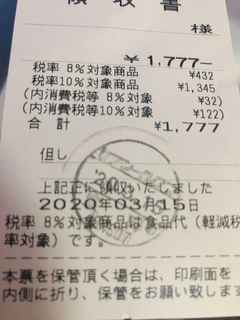 領収書
様
¥1,777−
税率 8%対象商品 ¥432
税率10%対象商品 ¥1,345
(内消費税等 8%対象 ¥32)
(内消費税等10%対象 ¥122)
合 計 ¥1,777
但し
上記正に領収いたしました
2020年03月15日
税率 8%対象商品は食品代(軽減税
率対象)です。
本票を保管頂く場合は、印刷面を
内側に折り、保管をお願い致します